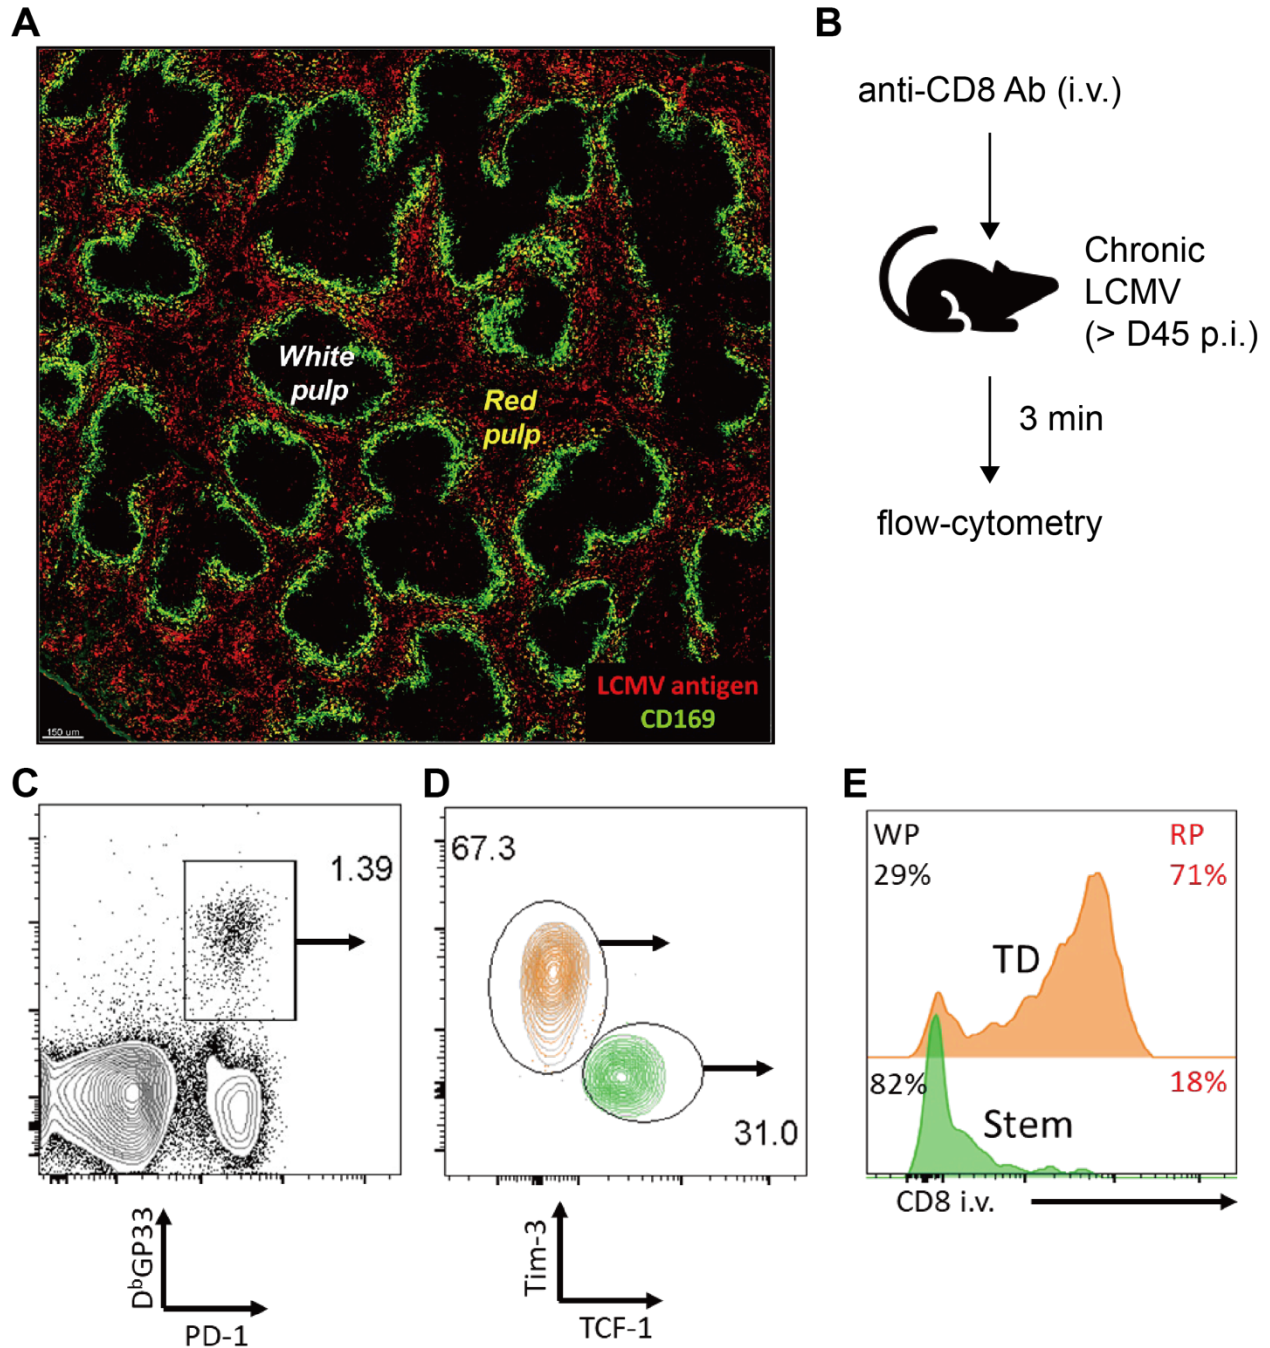 A
White
pulp
Red
pulp
LCMV antigen
CD169
150 um
B
anti-CD8 Ab (i.v.)
Chronic
LCMV
(> D45 p.i.)
3 min
flow-cytometry
C
1.39
DᵇGP33
PD-1
D
67.3
31.0
Tim-3
TCF-1
E
WP
29%
RP
71%
TD
82%
18%
Stem
CD8 i.v.